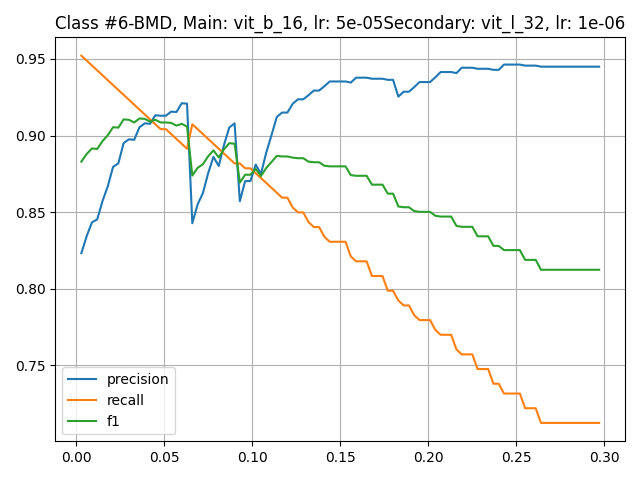 Class #6-BMD, Main: vit_b_16, lr: 5e-05Secondary: vit_l_32, lr: 1e-06
0.95
0.90
0.85
0.80
0.75
precision
recall
f1
0.00 0.05 0.10 0.15 0.20 0.25 0.30